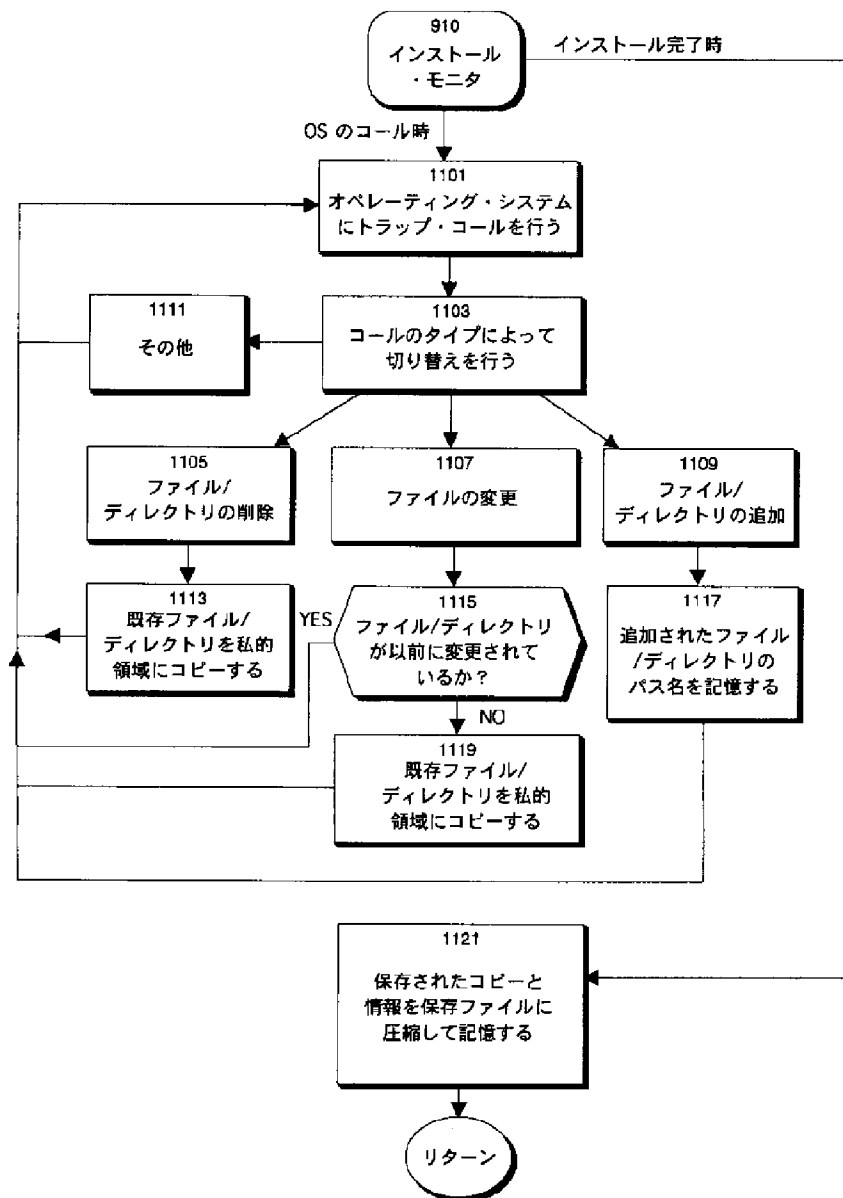 910
インストール
・モニタ
インストール完了時
OS のコール時
1101
オペレーティング・システム
にトラップ・コールを行う
1111
その他
1103
コールのタイプによって
切り替えを行う
1105
ファイル/
ディレクトリの削除
1107
ファイルの変更
1109
ファイル/
ディレクトリの追加
1113
既存ファイル/
ディレクトリを私的
領域にコピーする
YES
1115
ファイル/ディレクトリ
が以前に変更されて
いるか？
1117
追加されたファイル
/ディレクトリの
パス名を記憶する
NO
1119
既存ファイル/
ディレクトリを私的
領域にコピーする
1121
保存されたコピーと
情報を保存ファイルに
圧縮して記憶する
リターン